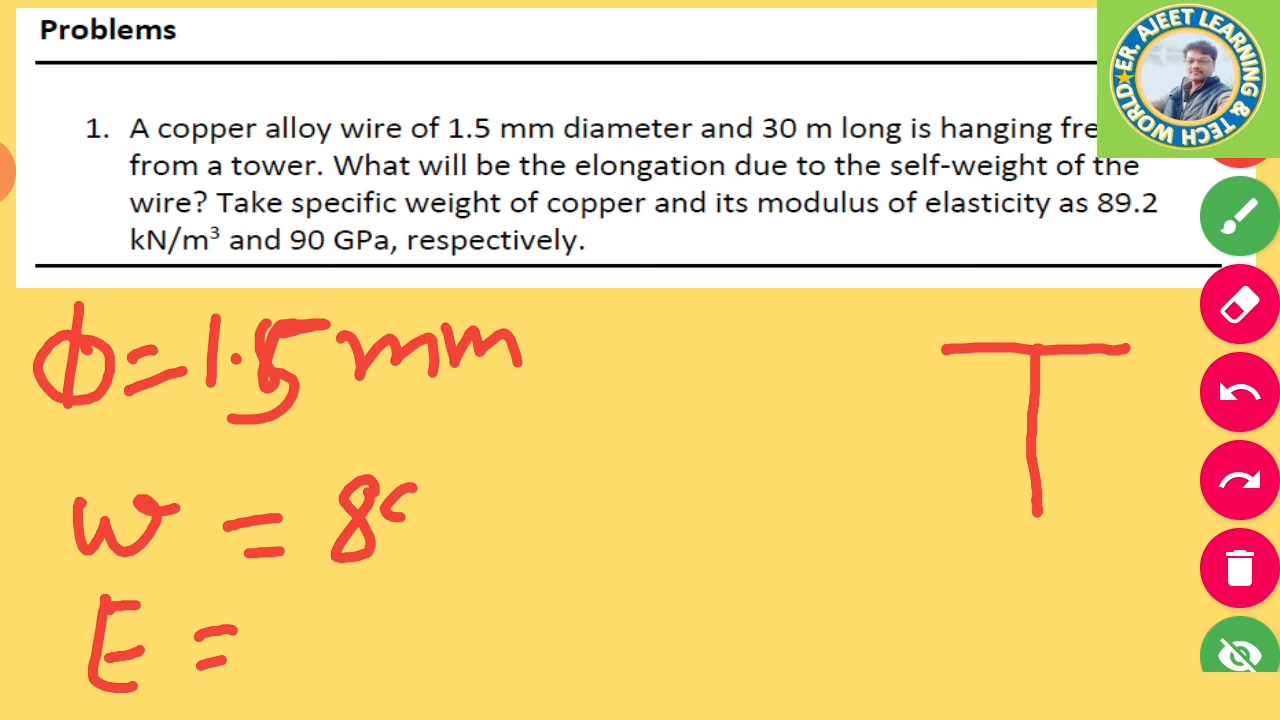 Problems
1. A copper alloy wire of 1.5 mm diameter and 30 m long is hanging fre
from a tower. What will be the elongation due to the self-weight of the
wire? Take specific weight of copper and its modulus of elasticity as 89.2
kN/m³ and 90 GPa, respectively.
ER. AJEET LEARNING & TECH WORLD
ϕ = 1.5 mm
w = 8
E =